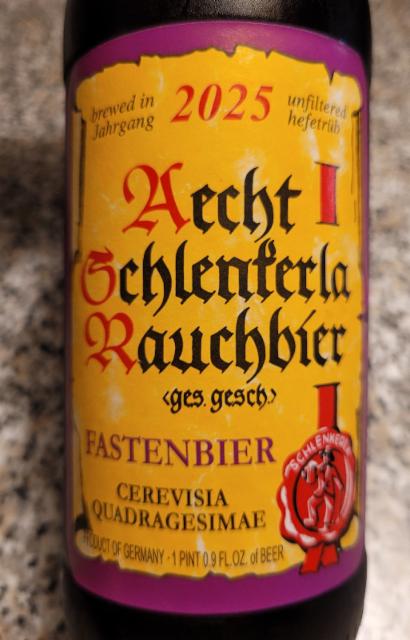 brewed in
Jahrgang
2025
unfiltered
hefetrüb
Aecht
Schlenkerla
Rauchbier
‹ges. gesch.›
FASTENBIER
CEREVISIA
QUADRAGESIMAE
PRODUCT OF GERMANY · 1 PINT 0.9 FL.OZ. of BEER
SCHLENKERLA